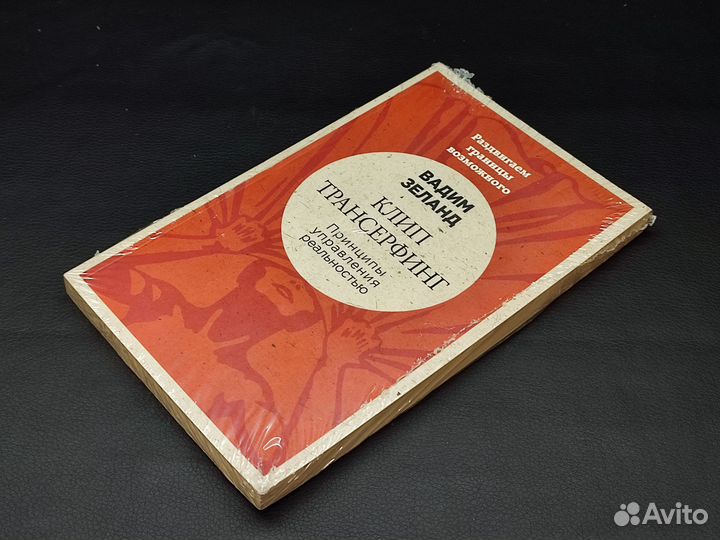 Раздвигаем
границы
возможного
ВАДИМ
ЗЕЛАНД
КЛИП
ТРАНСЕРФИНГ
Принципы
управления
реальностью
Avito